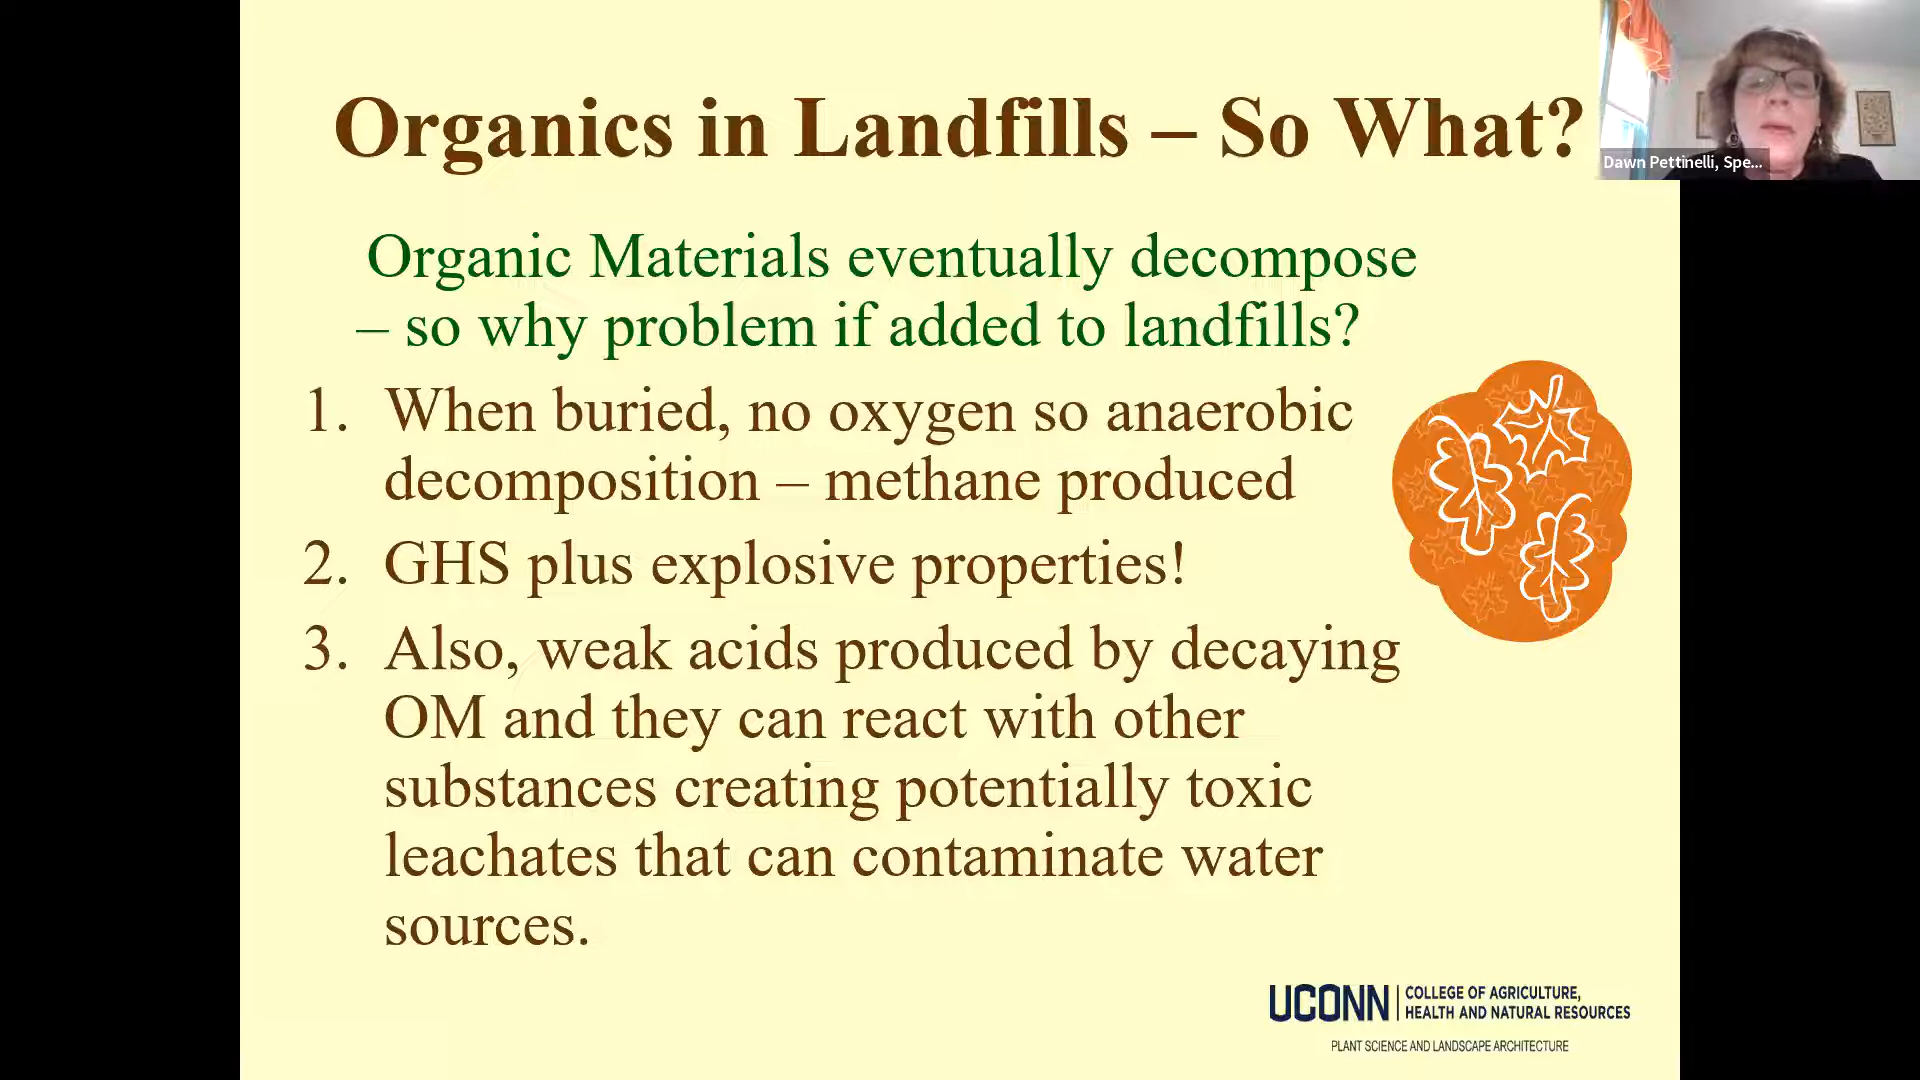 Organics in Landfills – So What?
Dawn Pettinelli, Spe...
Organic Materials eventually decompose
– so why problem if added to landfills?
1. When buried, no oxygen so anaerobic
decomposition – methane produced
2. GHS plus explosive properties!
3. Also, weak acids produced by decaying
OM and they can react with other
substances creating potentially toxic
leachates that can contaminate water
sources.
UCONN
COLLEGE OF AGRICULTURE,
HEALTH AND NATURAL RESOURCES
PLANT SCIENCE AND LANDSCAPE ARCHITECTURE